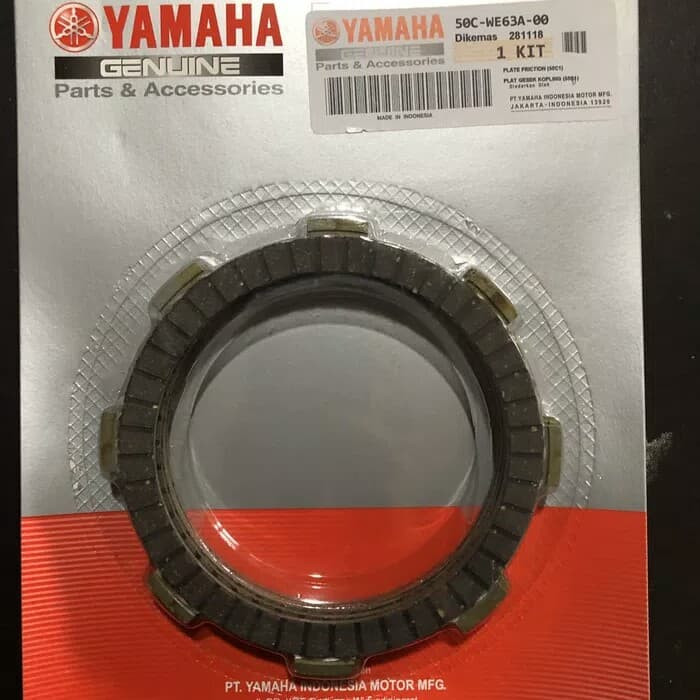 YAMAHA
GENUINE
Parts & Accessories
YAMAHA
GENUINE
Parts & Accessories
MADE IN INDONESIA
50C-WE63A-00
Dikemas 281118
1 KIT
PLATE FRICTION (50C1)
PLAT GESEK KOPLING (50C1)
Diedarkan Oleh
PT. YAMAHA INDONESIA MOTOR MFG.
JAKARTA-INDONESIA 13920
PT. YAMAHA INDONESIA MOTOR MFG.